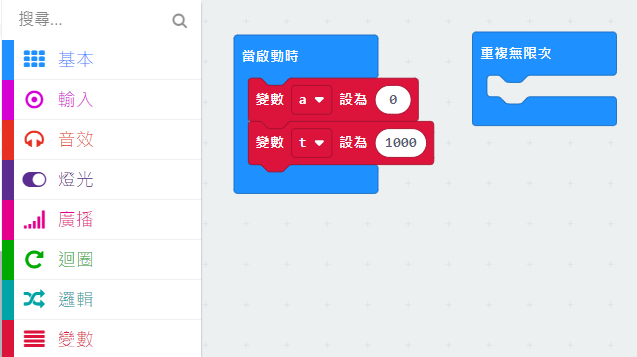 搜尋...
基本
輸入
音效
燈光
廣播
迴圈
邏輯
變數
當啟動時
變數 a 設為 0
變數 t 設為 1000
重複無限次